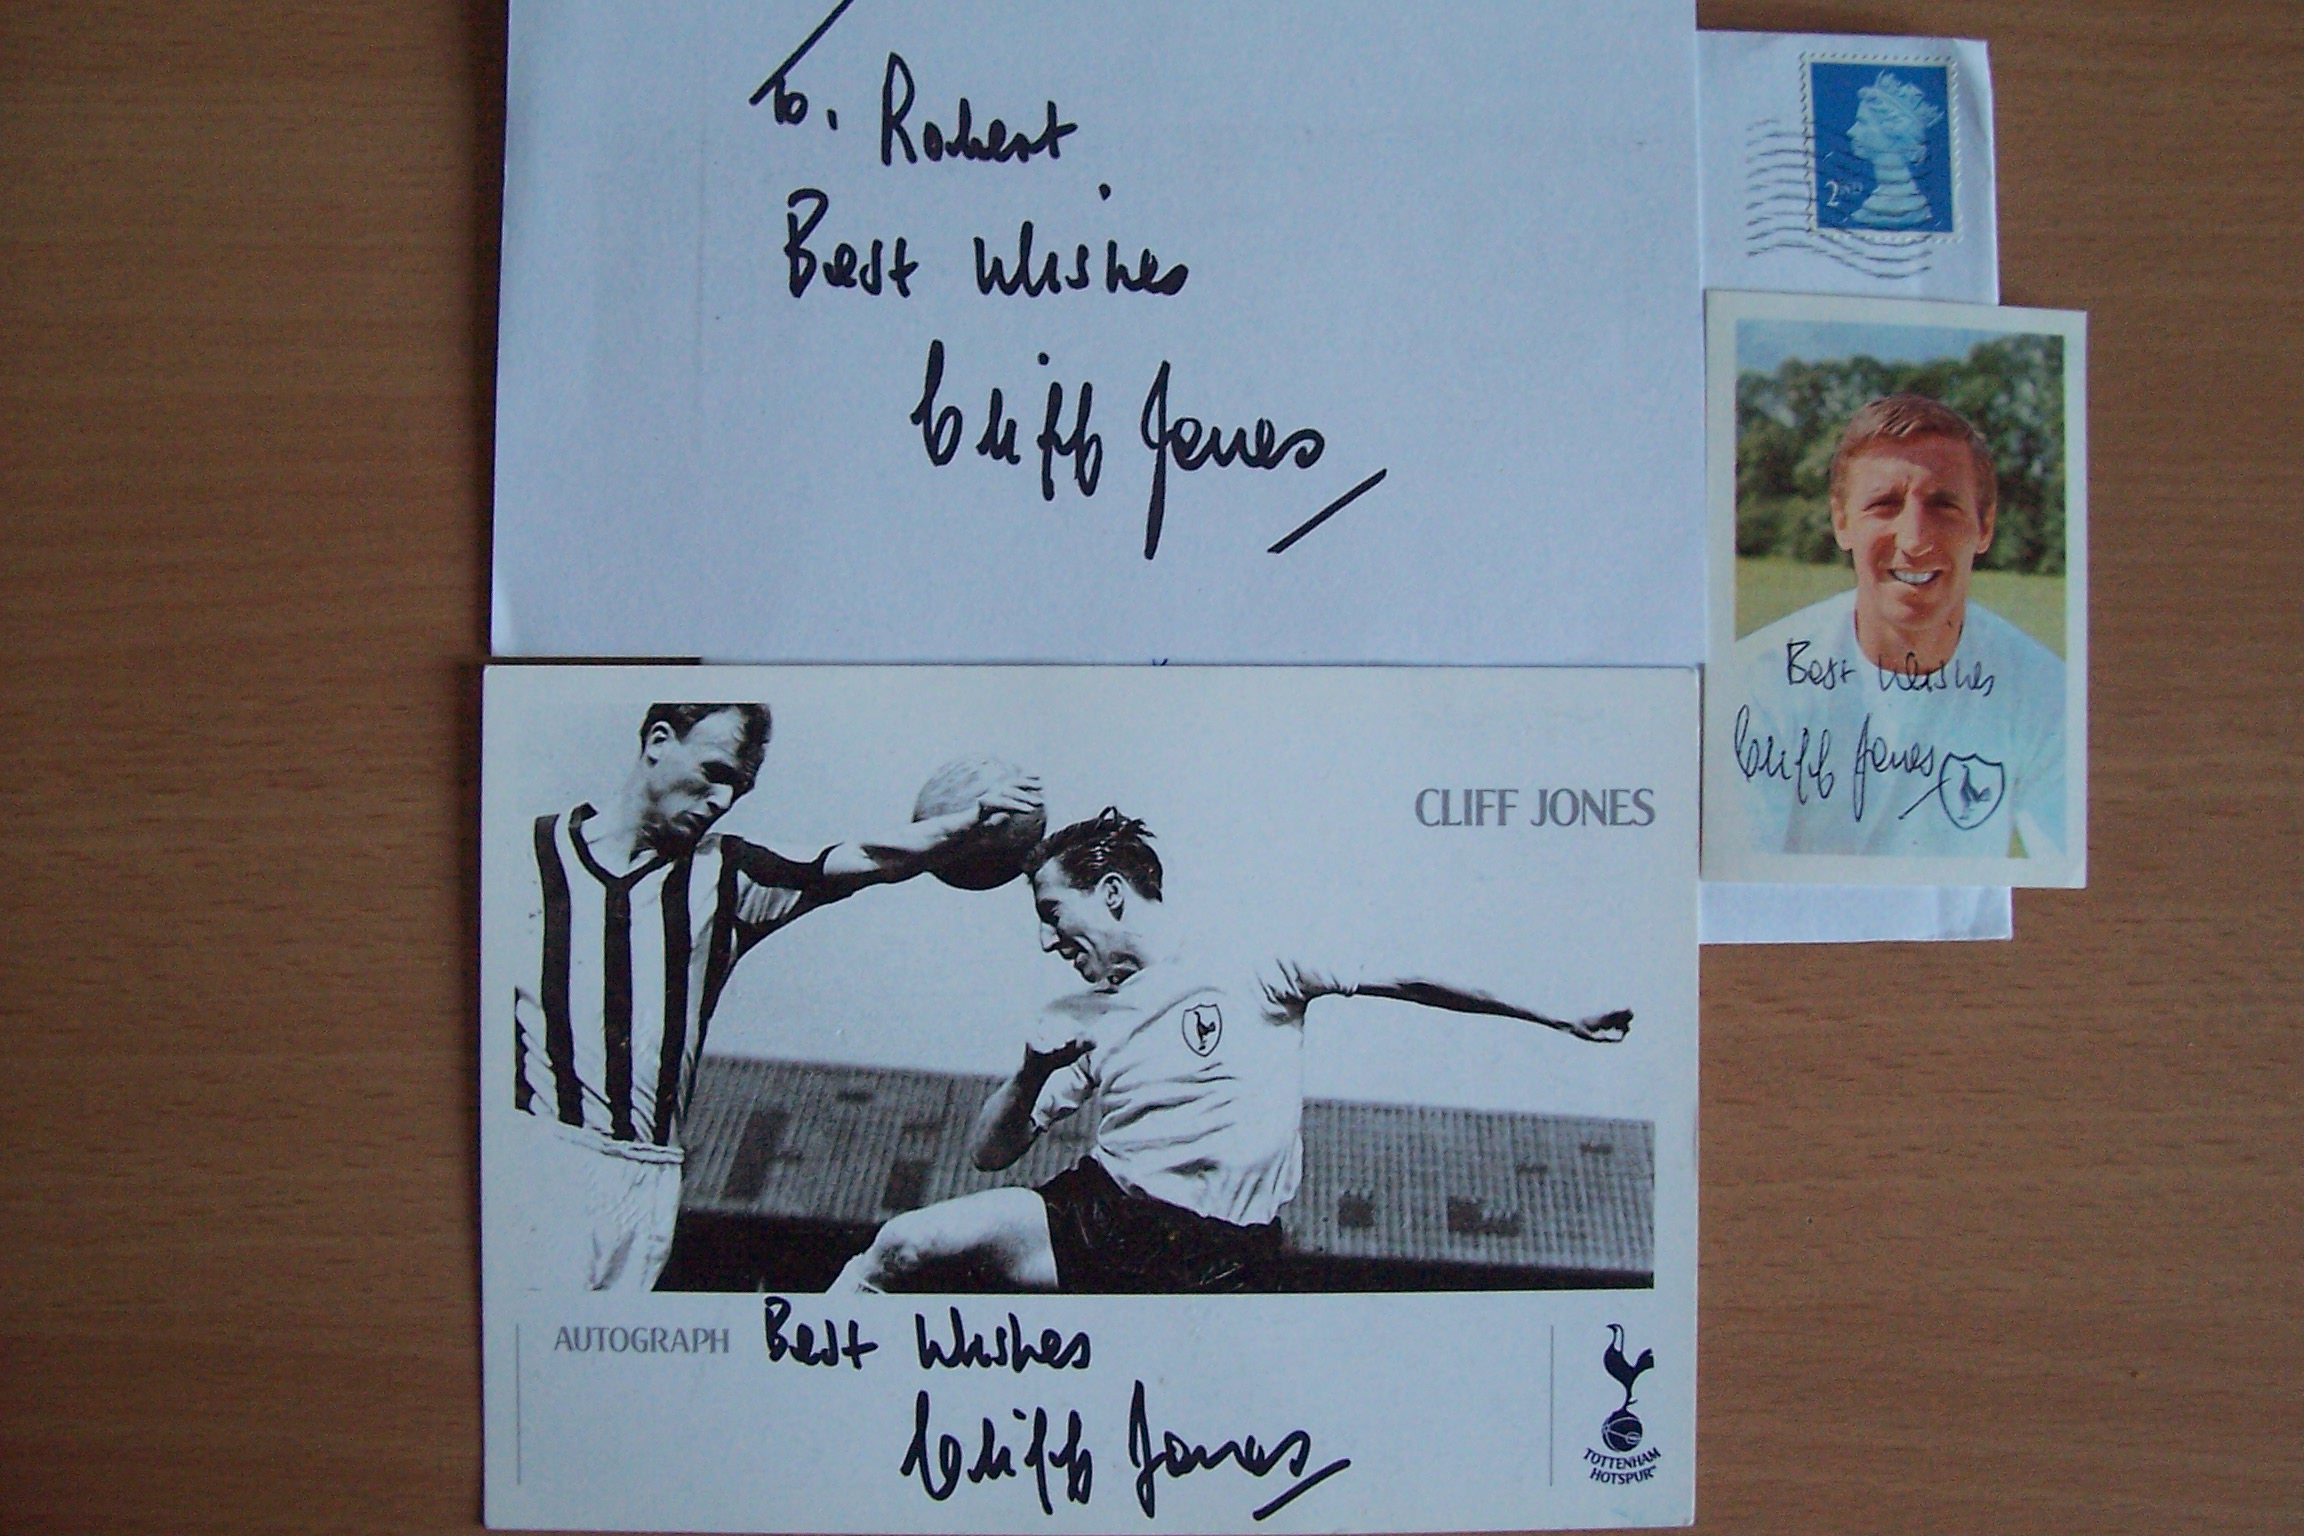 To. Robert
Best Wishes
Cliff Jones
2ND
Best Wishes
Cliff Jones
CLIFF JONES
AUTOGRAPH Best Wishes
Cliff Jones
TOTTENHAM
HOTSPUR